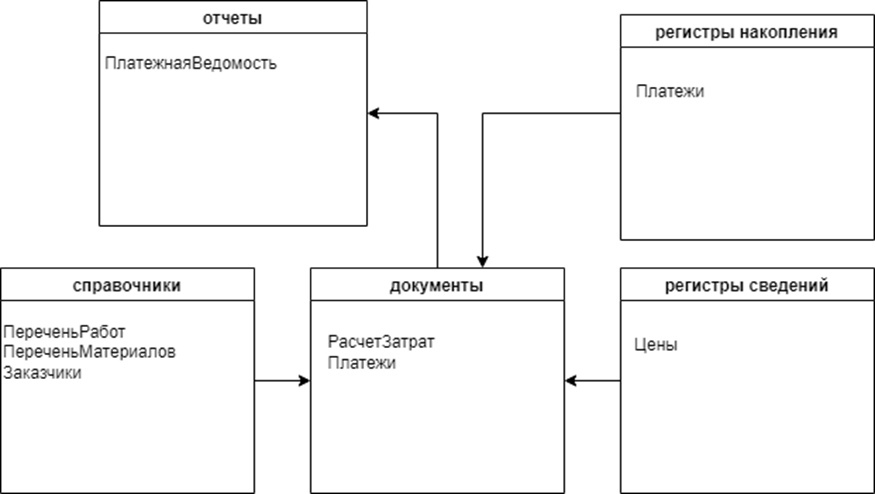 отчеты
ПлатежнаяВедомость
регистры накопления
Платежи
справочники
ПереченьРабот
ПереченьМатериалов
Заказчики
документы
РасчетЗатрат
Платежи
регистры сведений
Цены